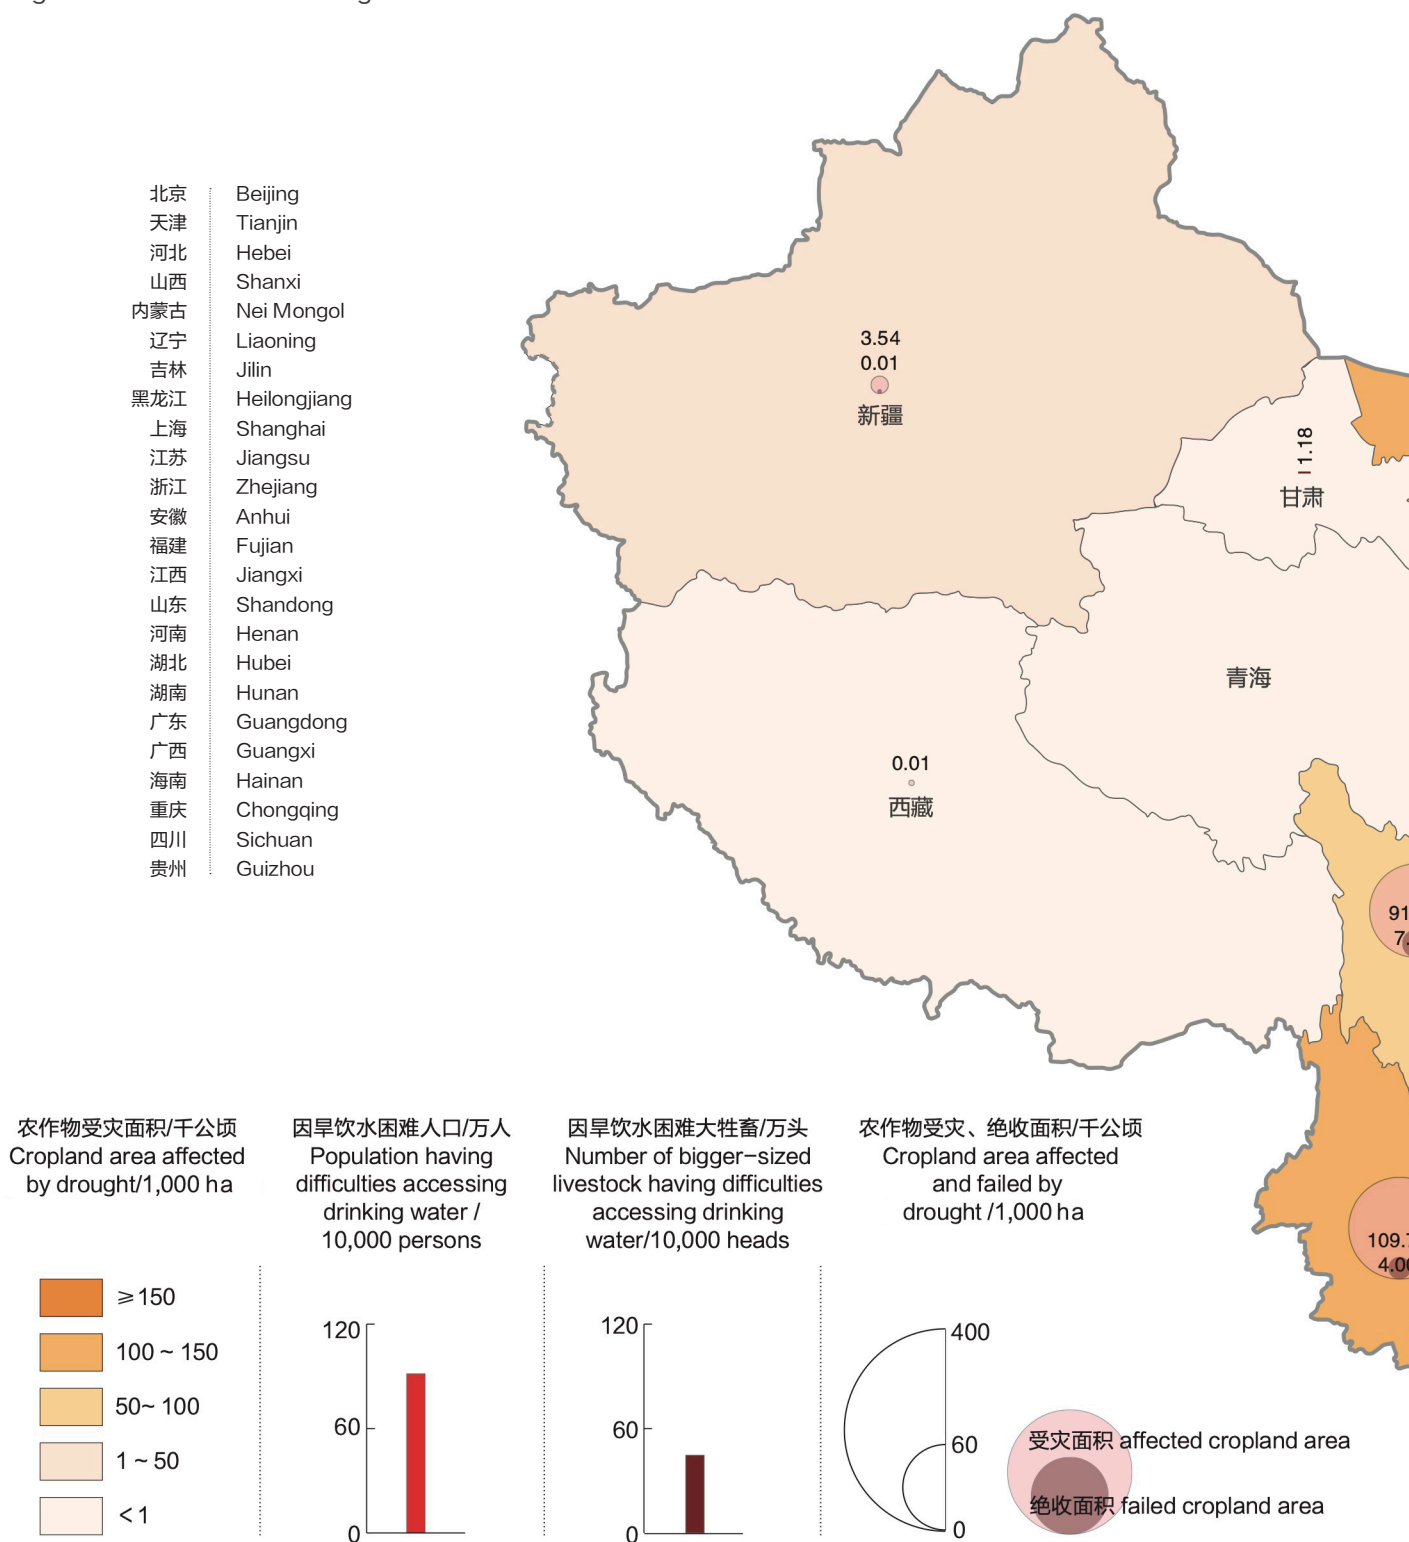 北京 Beijing
天津 Tianjin
河北 Hebei
山西 Shanxi
内蒙古 Nei Mongol
辽宁 Liaoning
吉林 Jilin
黑龙江 Heilongjiang
上海 Shanghai
江苏 Jiangsu
浙江 Zhejiang
安徽 Anhui
福建 Fujian
江西 Jiangxi
山东 Shandong
河南 Henan
湖北 Hubei
湖南 Hunan
广东 Guangdong
广西 Guangxi
海南 Hainan
重庆 Chongqing
四川 Sichuan
贵州 Guizhou
3.54
0.01
新疆
1.18
甘肃
青海
0.01
西藏
91
7.
109.7
4.00
农作物受灾面积/千公顷
Cropland area affected
by drought/1,000 ha
≥150
100 ~ 150
50~ 100
1 ~ 50
<1
因旱饮水困难人口/万人
Population having
difficulties accessing
drinking water /
10,000 persons
120
60
0
因旱饮水困难大牲畜/万头
Number of bigger-sized
livestock having difficulties
accessing drinking
water/10,000 heads
120
60
0
农作物受灾、绝收面积/千公顷
Cropland area affected
and failed by
drought /1,000 ha
400
60
0
受灾面积 affected cropland area
绝收面积 failed cropland area